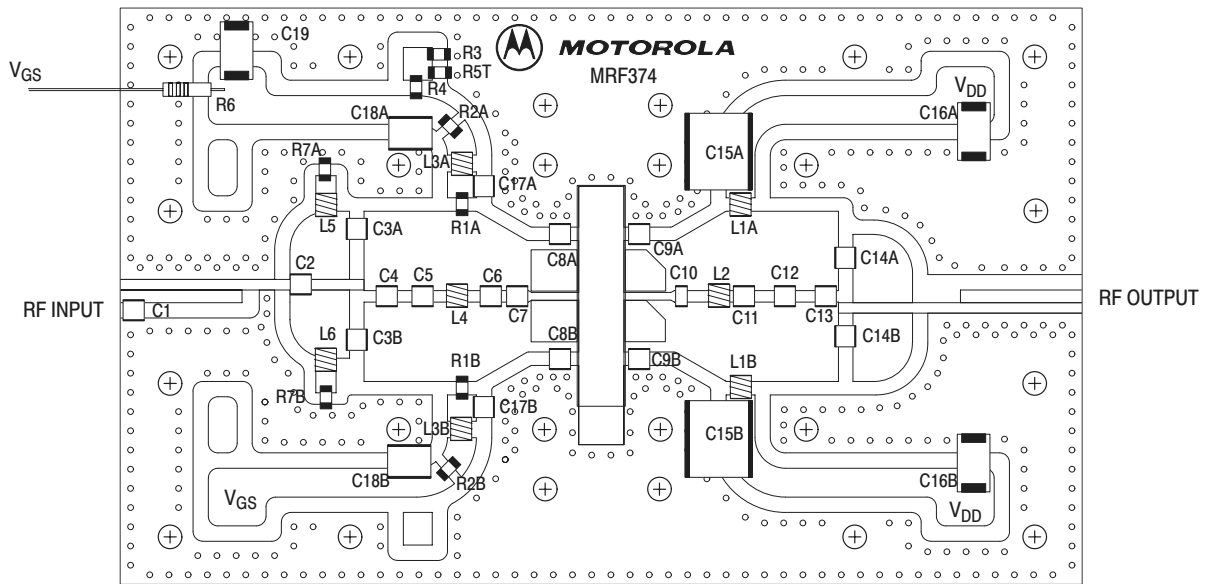 C19
MOTOROLA
MRF374
R3
R5T
R4
VGS
R6
VDD
C18A
R2A
C16A
R7A
L3A
C15A
C17A
L5
C3A
R1A
L1A
C8A
C9A
C14A
C2
C4
C5
C6
C10
L2
C12
RF INPUT
C1
L4
C7
C11
C13
RF OUTPUT
L6
C3B
C8B
C14B
R1B
C9B
L1B
R7B
C17B
L3B
C15B
C18B
R2B
C16B
VGS
VDD